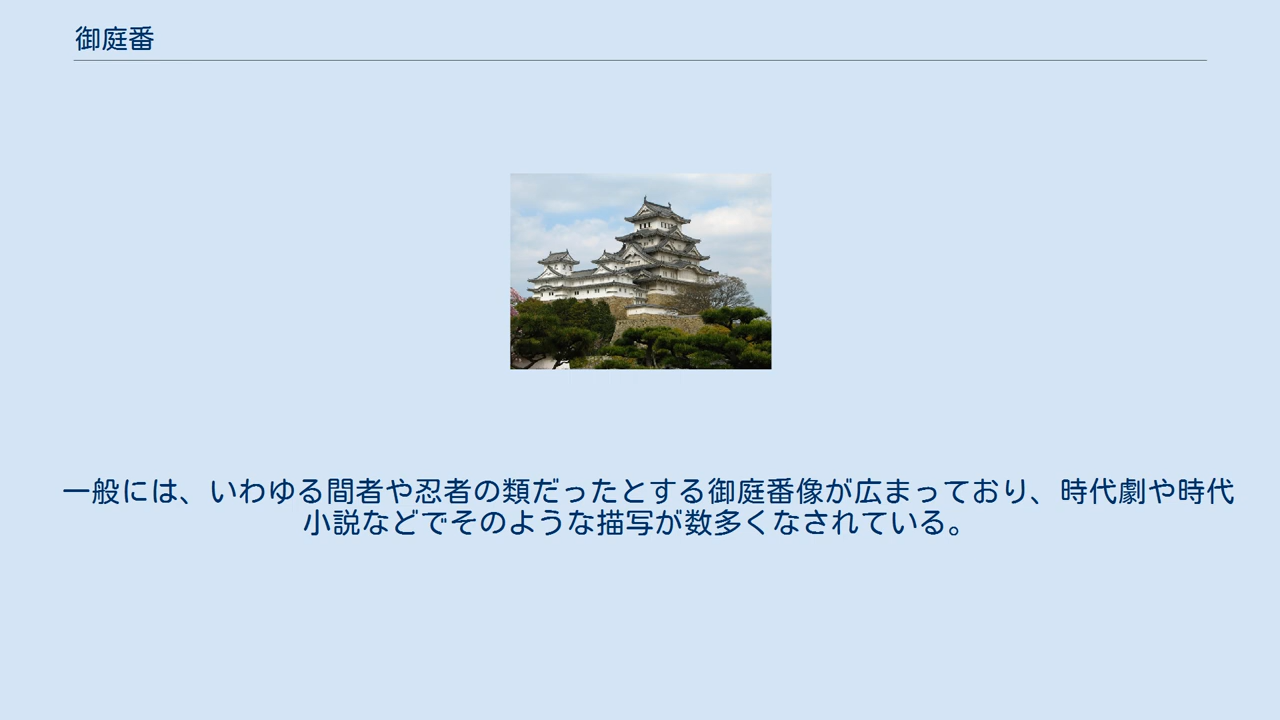 御庭番
一般には、いわゆる間者や忍者の類だったとする御庭番像が広まっており、時代劇や時代
小説などでそのような描写が数多くなされている。